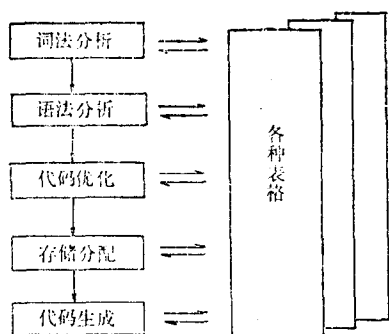 词法分析
语法分析
代码优化
存储分配
代码生成
各种表格